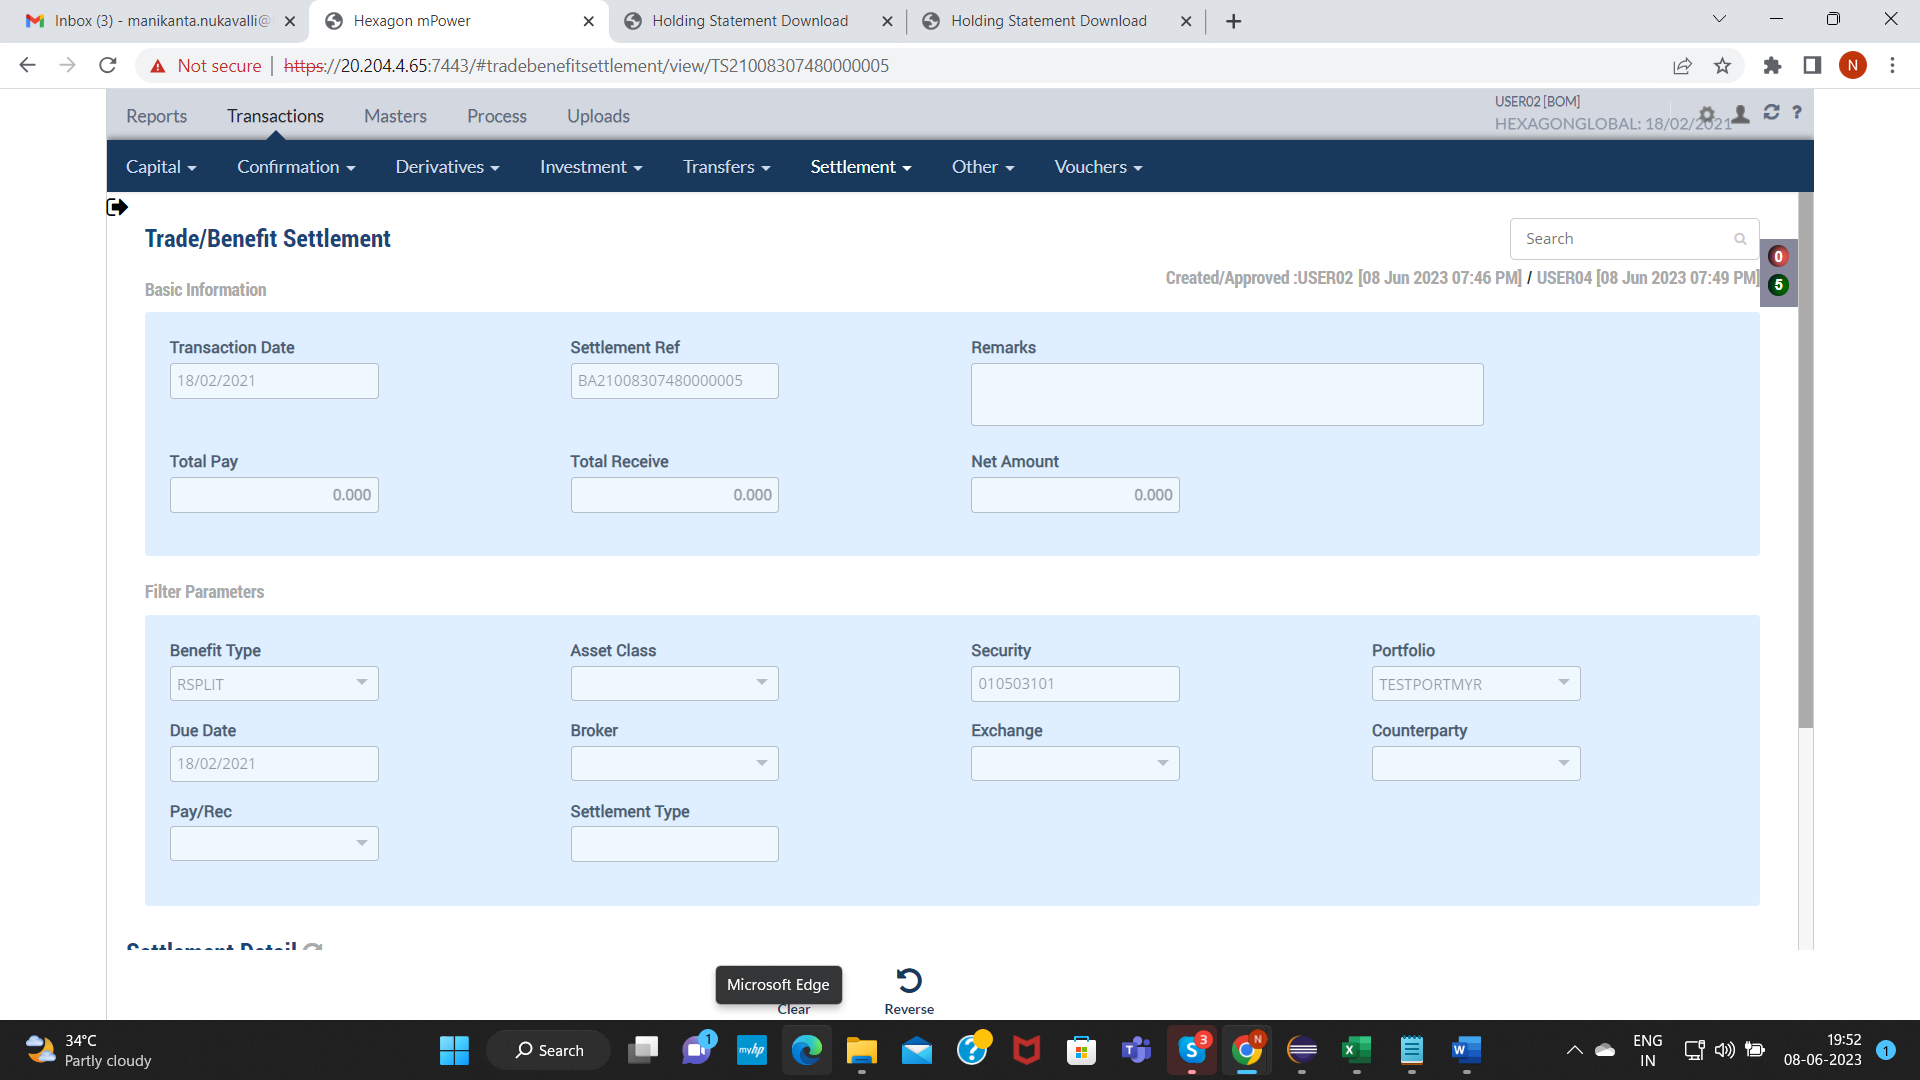 Inbox (3) - manikanta.nukavalli@
Hexagon mPower
Holding Statement Download
Holding Statement Download
Not secure
https://20.204.4.65:7443/#tradebenefitsettlement/view/TS21008307480000005
N
Reports Transactions Masters Process Uploads
USER02 [BOM]
HEXAGONGLOBAL: 18/02/2021
?
Capital Confirmation Derivatives Investment Transfers Settlement Other Vouchers
Trade/Benefit Settlement
Search
0
5
Created/Approved :USER02 [08 Jun 2023 07:46 PM] / USER04 [08 Jun 2023 07:49 PM]
Basic Information
Transaction Date Settlement Ref Remarks
18/02/2021 BA21008307480000005
Total Pay Total Receive Net Amount
0.000 0.000 0.000
Filter Parameters
Benefit Type Asset Class Security Portfolio
RSPLIT 010503101 TESTPORTMYR
Due Date Broker Exchange Counterparty
18/02/2021
Pay/Rec Settlement Type
Settlement Detail
Microsoft Edge
Clear Reverse
34°C
Partly cloudy
Search
1
myhp
?
T
S
3
N
X
W
ENG
IN
19:52
08-06-2023
1